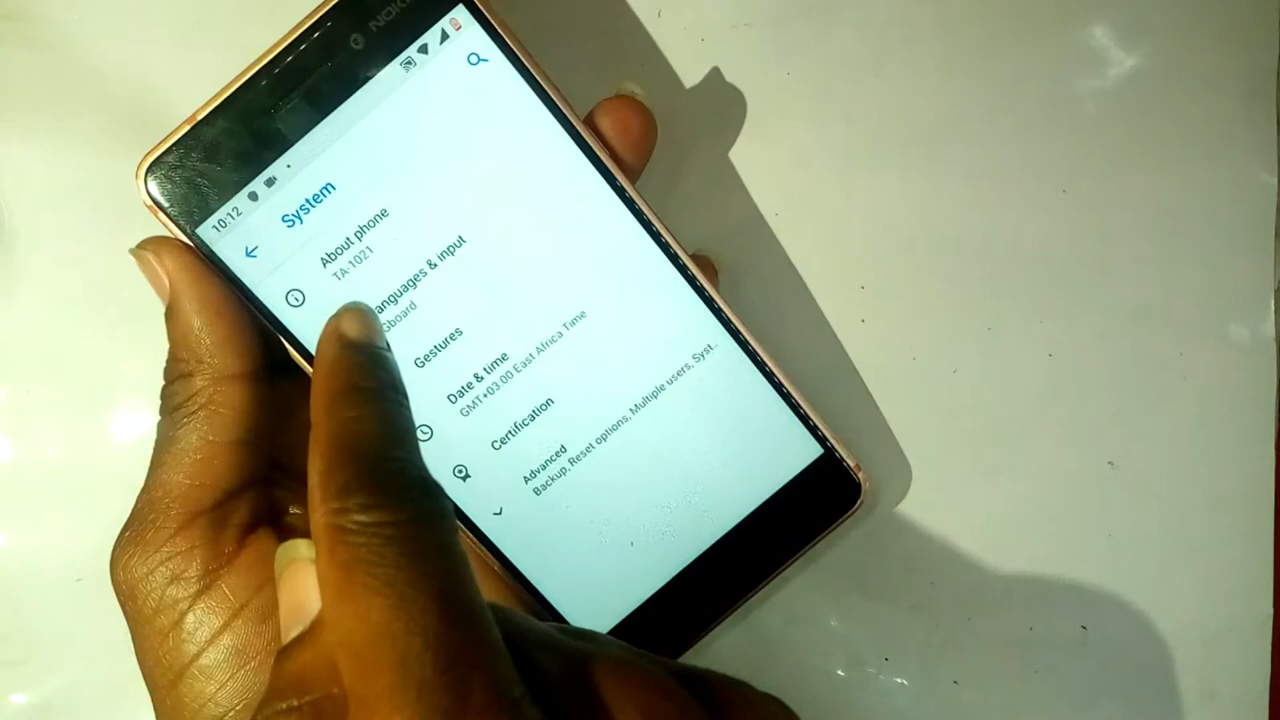 NOKIA
10:12
System
About phone
TA-1021
anguages & input
Gboard
Gestures
Date & time
GMT+03:00 East Africa Time
Certification
Advanced
Backup, Reset options, Multiple users, Syst..